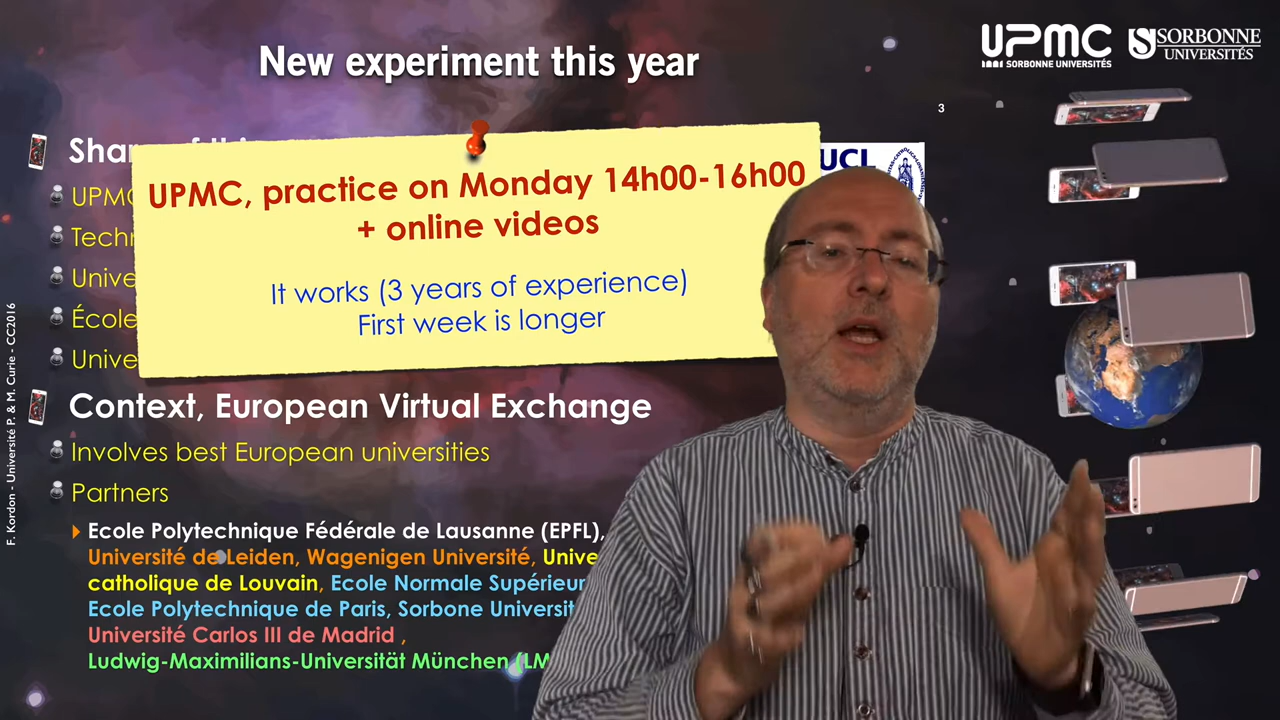 New experiment this year
UPMC
SORBONNE UNIVERSITÉS
SORBONNE
UNIVERSITÉS
3
UCL
UPMC, practice on Monday 14h00-16h00
+ online videos
It works (3 years of experience)
First week is longer
Context, European Virtual Exchange
Involves best European universities
Partners
Ecole Polytechnique Fédérale de Lausanne (EPFL),
Université de Leiden, Wagenigen Université,
catholique de Louvain, Ecole Normale
Ecole Polytechnique de Paris, Sorbone
Université Carlos III de Madrid ,
Ludwig-Maximilians-Universität München
F. Kordon - Université P. & M. Curie - CC2016